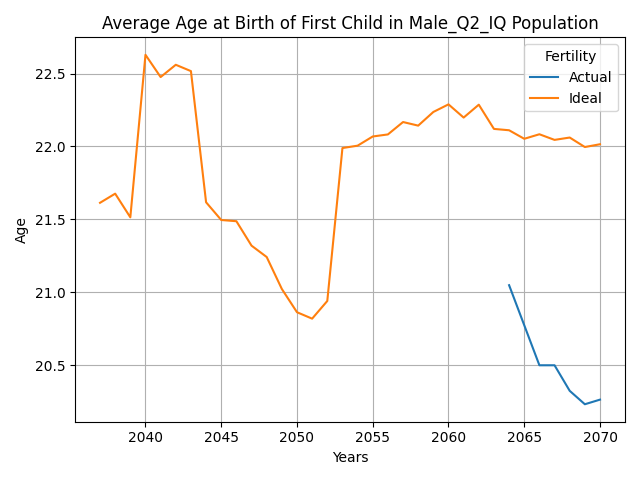 Average Age at Birth of First Child in Male_Q2_IQ Population
Fertility
Actual
Ideal
22.5
22.0
21.5
21.0
20.5
Age
2040 2045 2050 2055 2060 2065 2070
Years